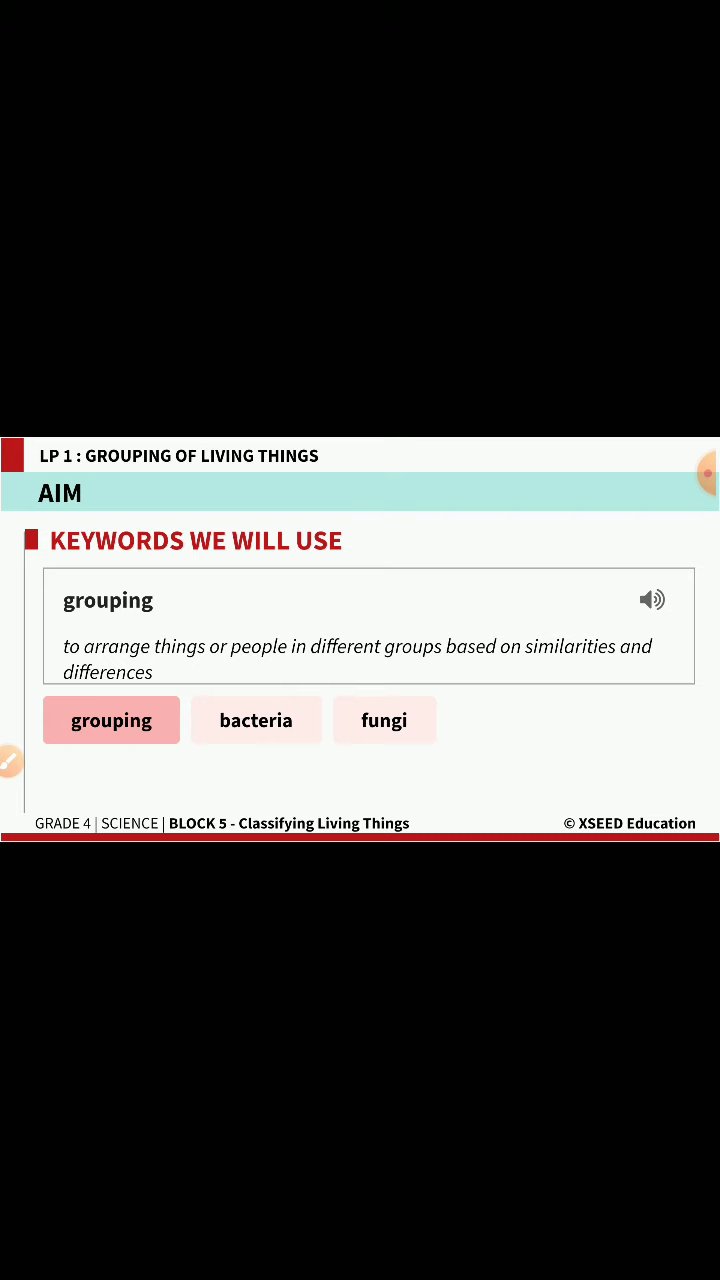 LP 1 : GROUPING OF LIVING THINGS
AIM
KEYWORDS WE WILL USE
grouping
to arrange things or people in different groups based on similarities and
differences
grouping bacteria fungi
GRADE 4 | SCIENCE | BLOCK 5 - Classifying Living Things © XSEED Education